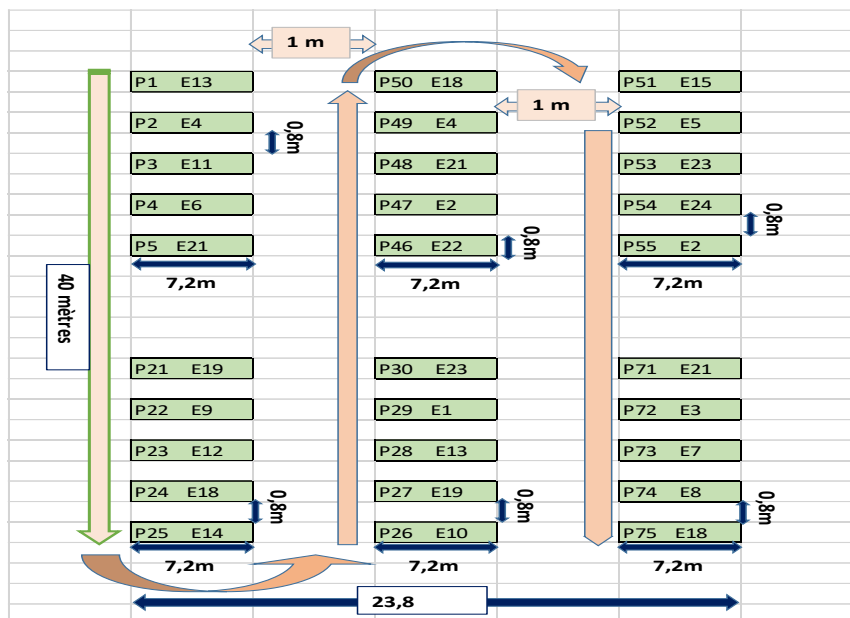 1 m
P1 E13
P50 E18
P51 E15
1 m
P2 E4
P49 E4
P52 E5
0,8m
P3 E11
P48 E21
P53 E23
P4 E6
P47 E2
P54 E24
0,8m
P5 E21
P46 E22
0,8m
P55 E2
7,2m
7,2m
7,2m
40 mètres
P21 E19
P30 E23
P71 E21
P22 E9
P29 E1
P72 E3
P23 E12
P28 E13
P73 E7
P24 E18
0,8m
P27 E19
0,8m
P74 E8
0,8m
P25 E14
P26 E10
P75 E18
7,2m
7,2m
7,2m
23,8